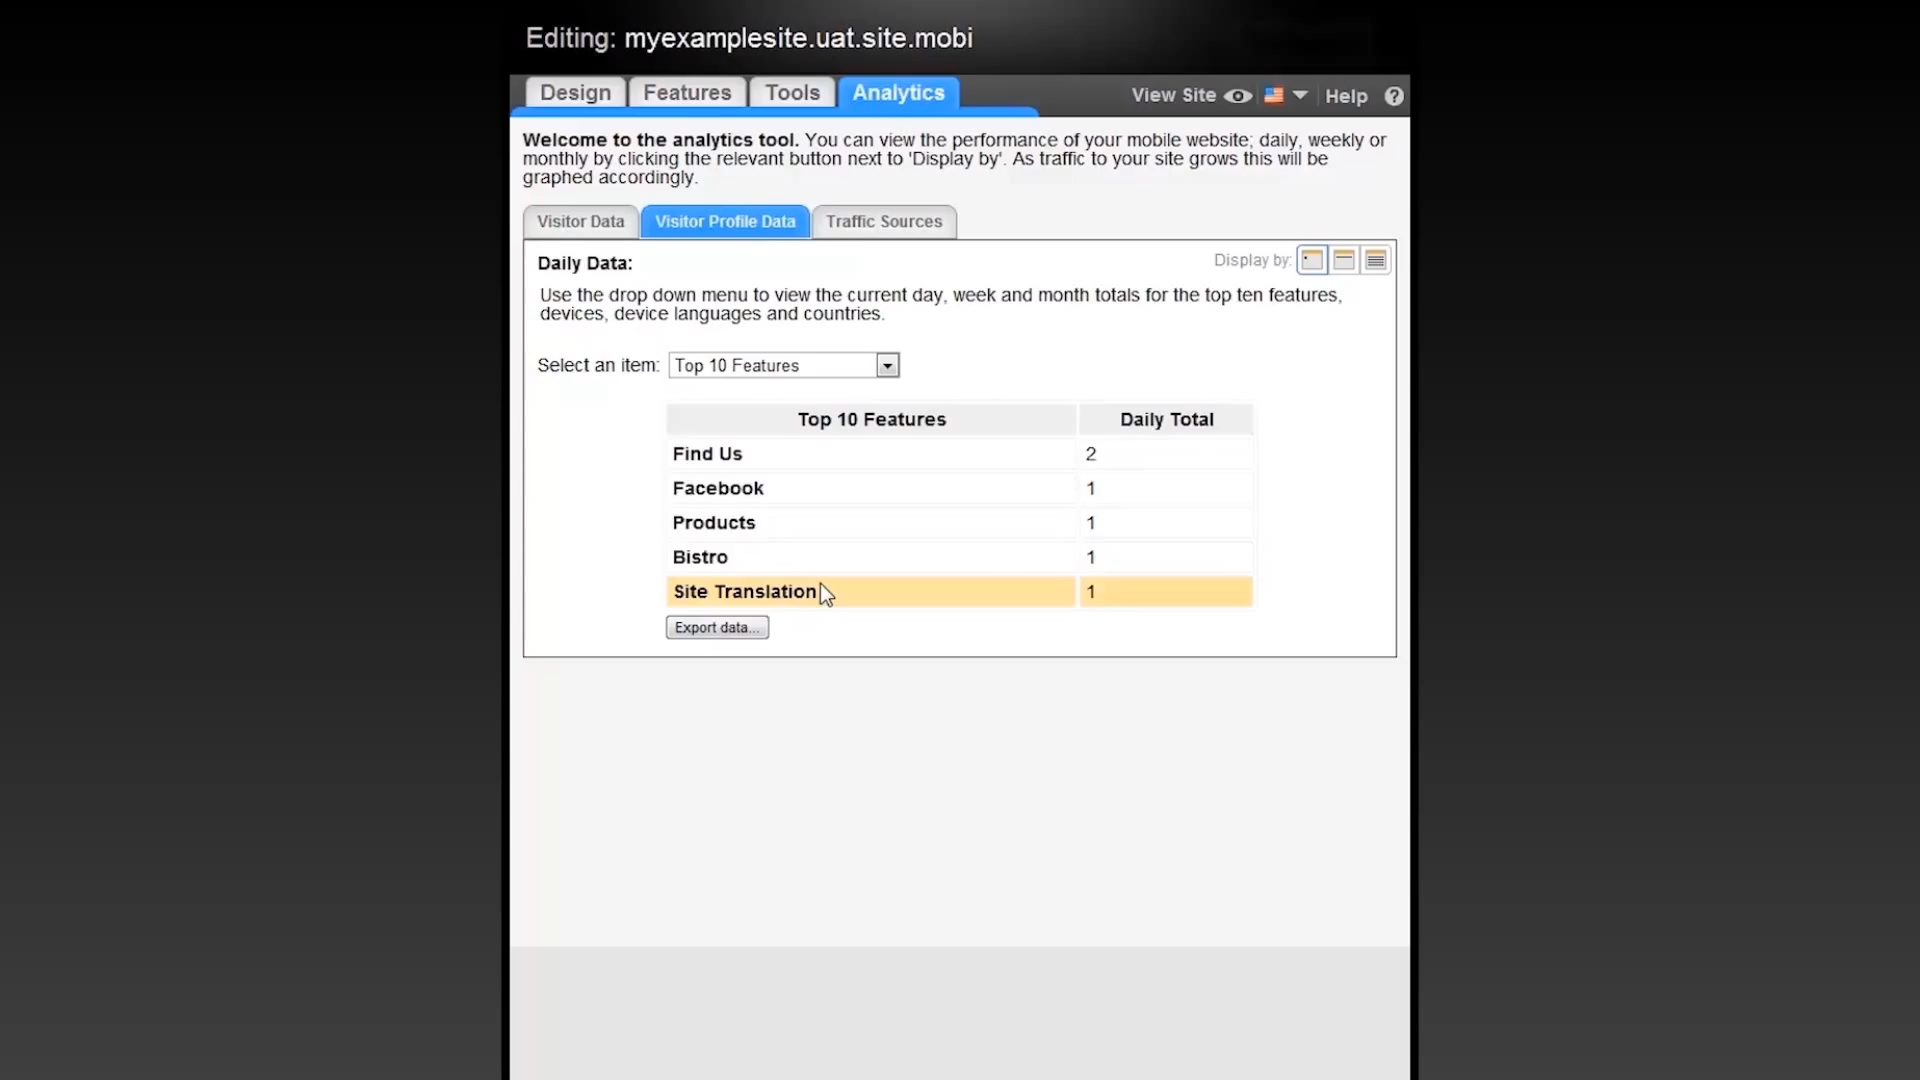 Editing: myexamplesite.uat.site.mobi
Design Features Tools Analytics View Site Help ?
Welcome to the analytics tool. You can view the performance of your mobile website; daily, weekly or
monthly by clicking the relevant button next to 'Display by'. As traffic to your site grows this will be
graphed accordingly.
Visitor Data Visitor Profile Data Traffic Sources
Daily Data: Display by:
Use the drop down menu to view the current day, week and month totals for the top ten features,
devices, device languages and countries.
Select an item: Top 10 Features
Top 10 Features Daily Total
Find Us 2
Facebook 1
Products 1
Bistro 1
Site Translation 1
Export data...